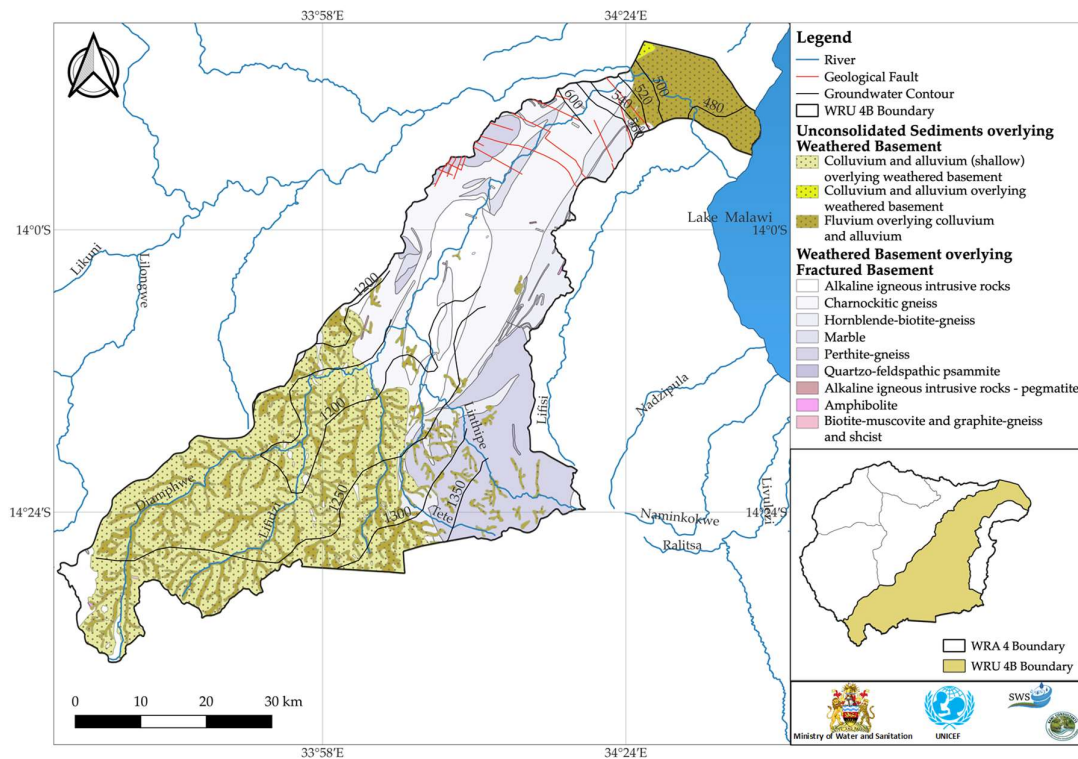 33°58'E
34°24'E
14°0'S
14°0'S
14°24'S
14°24'S
33°58'E
34°24'E
600
540
520
500
480
560
1200
1200
1250
1300
1350
Likuni
Lilongwe
Lake Malawi
Nadzipula
Lifisi
Linthipe
Diamphwe
Lifidzi
Tete
Naminkokwe
Ralitsa
Livulezi
0 10 20 30 km
Legend
River
Geological Fault
Groundwater Contour
WRU 4B Boundary
Unconsolidated Sediments overlying
Weathered Basement
Colluvium and alluvium (shallow)
overlying weathered basement
Colluvium and alluvium overlying
weathered basement
Fluvium overlying colluvium
and alluvium
Weathered Basement overlying
Fractured Basement
Alkaline igneous intrusive rocks
Charnockitic gneiss
Hornblende-biotite-gneiss
Marble
Perthite-gneiss
Quartzo-feldspathic psammite
Alkaline igneous intrusive rocks - pegmatite
Amphibolite
Biotite-muscovite and graphite-gneiss
and shcist
WRA 4 Boundary
WRU 4B Boundary
Ministry of Water and Sanitation
UNICEF
SWS